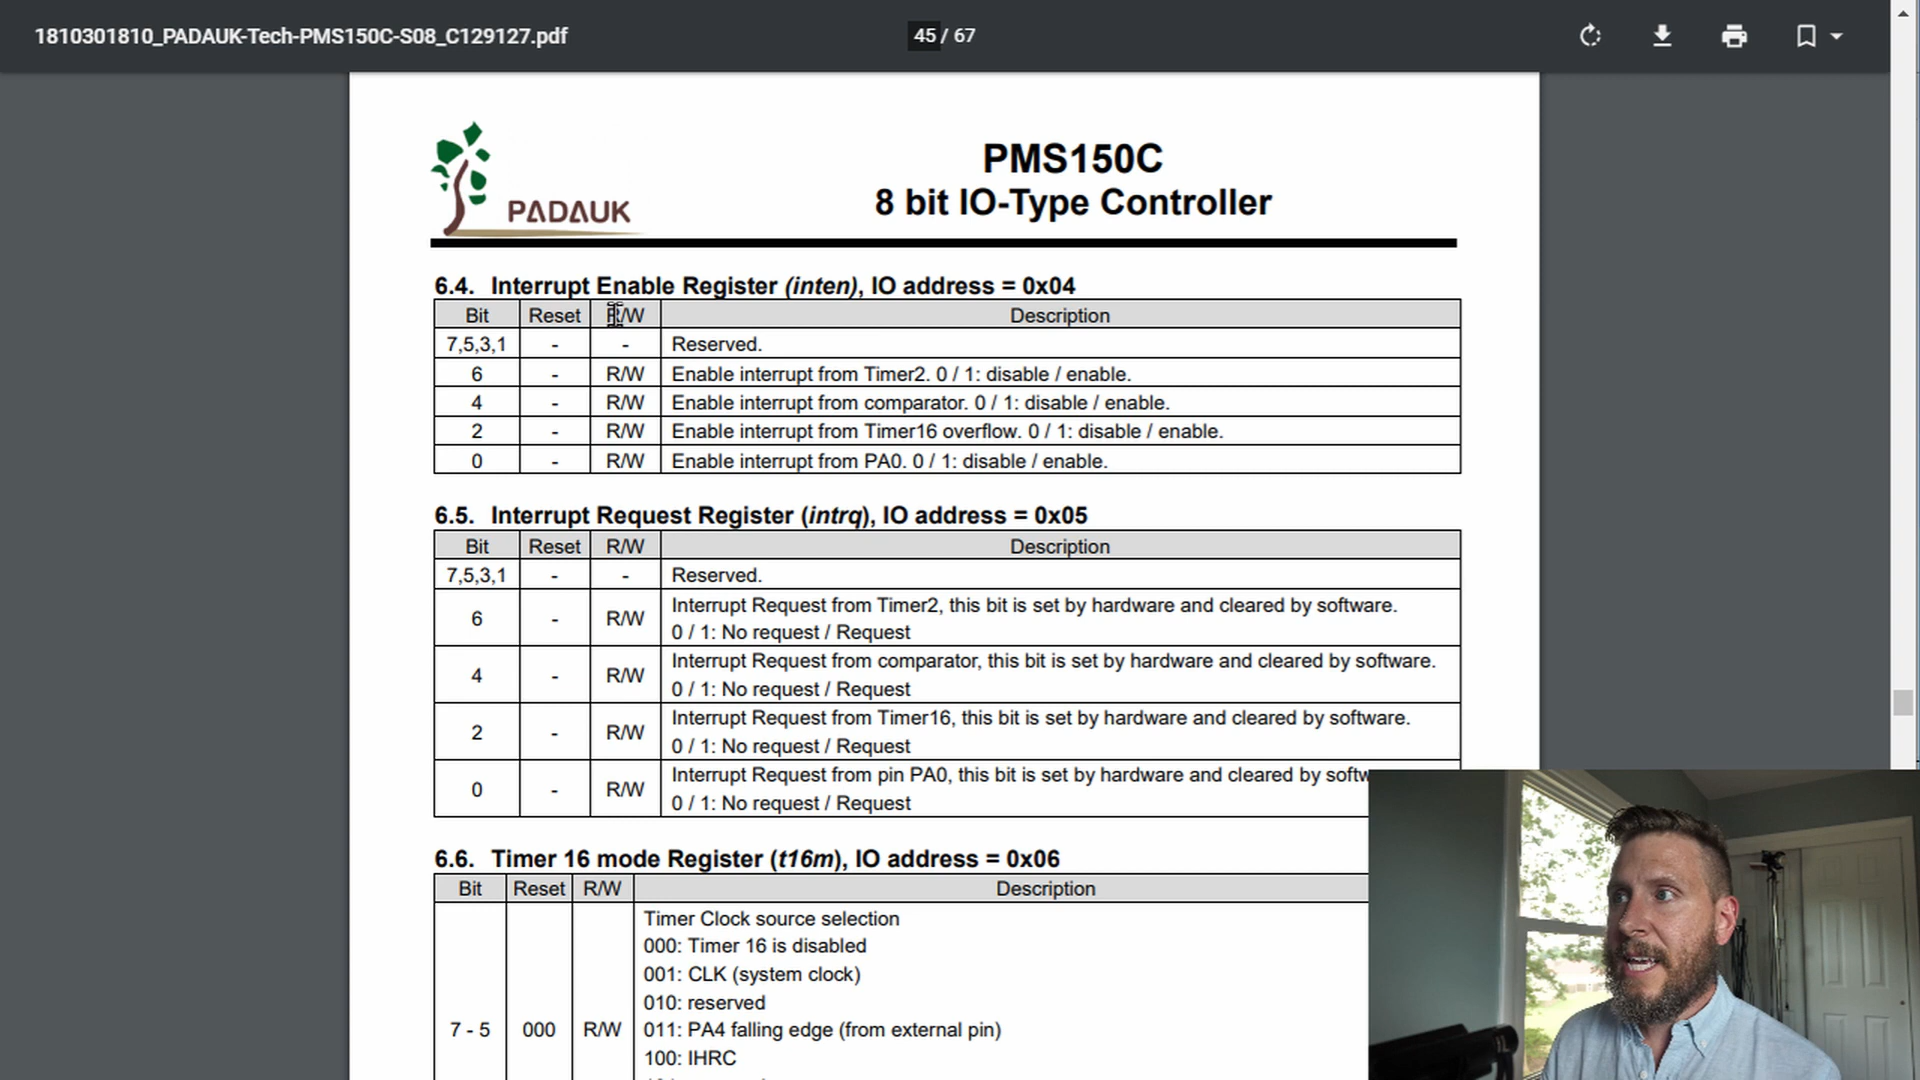 1810301810_PADAUK-Tech-PMS150C-S08_C129127.pdf
45 / 67
PADAUK
PMS150C
8 bit IO-Type Controller
6.4. Interrupt Enable Register (inten), IO address = 0x04
Bit Reset R/W Description
7,5,3,1 - - Reserved.
6 - R/W Enable interrupt from Timer2. 0 / 1: disable / enable.
4 - R/W Enable interrupt from comparator. 0 / 1: disable / enable.
2 - R/W Enable interrupt from Timer16 overflow. 0 / 1: disable / enable.
0 - R/W Enable interrupt from PA0. 0 / 1: disable / enable.
6.5. Interrupt Request Register (intrq), IO address = 0x05
Bit Reset R/W Description
7,5,3,1 - - Reserved.
6 - R/W Interrupt Request from Timer2, this bit is set by hardware and cleared by software.
0 / 1: No request / Request
4 - R/W Interrupt Request from comparator, this bit is set by hardware and cleared by software.
0 / 1: No request / Request
2 - R/W Interrupt Request from Timer16, this bit is set by hardware and cleared by software.
0 / 1: No request / Request
0 - R/W Interrupt Request from pin PA0, this bit is set by hardware and cleared by softw
0 / 1: No request / Request
6.6. Timer 16 mode Register (t16m), IO address = 0x06
Bit Reset R/W Description
Timer Clock source selection
000: Timer 16 is disabled
001: CLK (system clock)
010: reserved
7 - 5 000 R/W 011: PA4 falling edge (from external pin)
100: IHRC